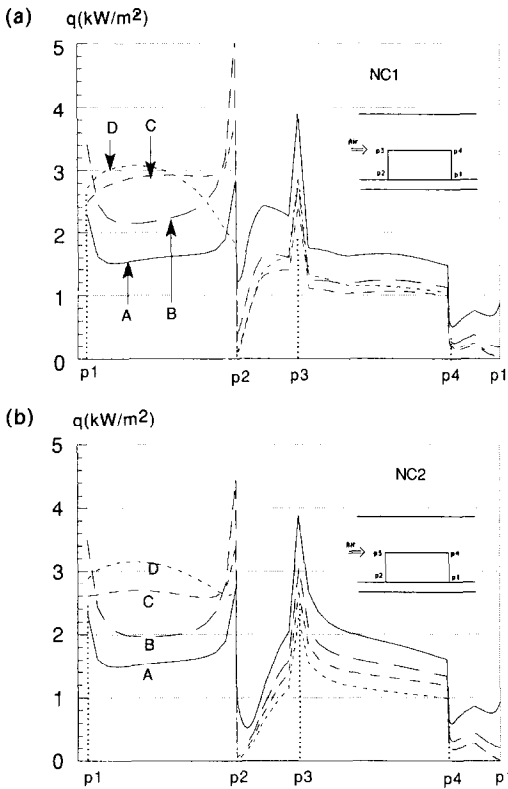 (a) q(kW/m²)
5
NC1
4
D C
Air
p3 p4
3
p2 p1
2
1
A B
0
p1 p2 p3 p4 p1
(b) q(kW/m²)
5
NC2
4
Air
p3 p4
3
D
p2 p1
C
2
B
A
1
0
p1 p2 p3 p4